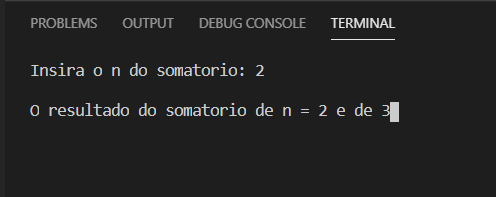 PROBLEMS OUTPUT DEBUG CONSOLE TERMINAL
Insira o n do somatorio: 2
O resultado do somatorio de n = 2 e de 3